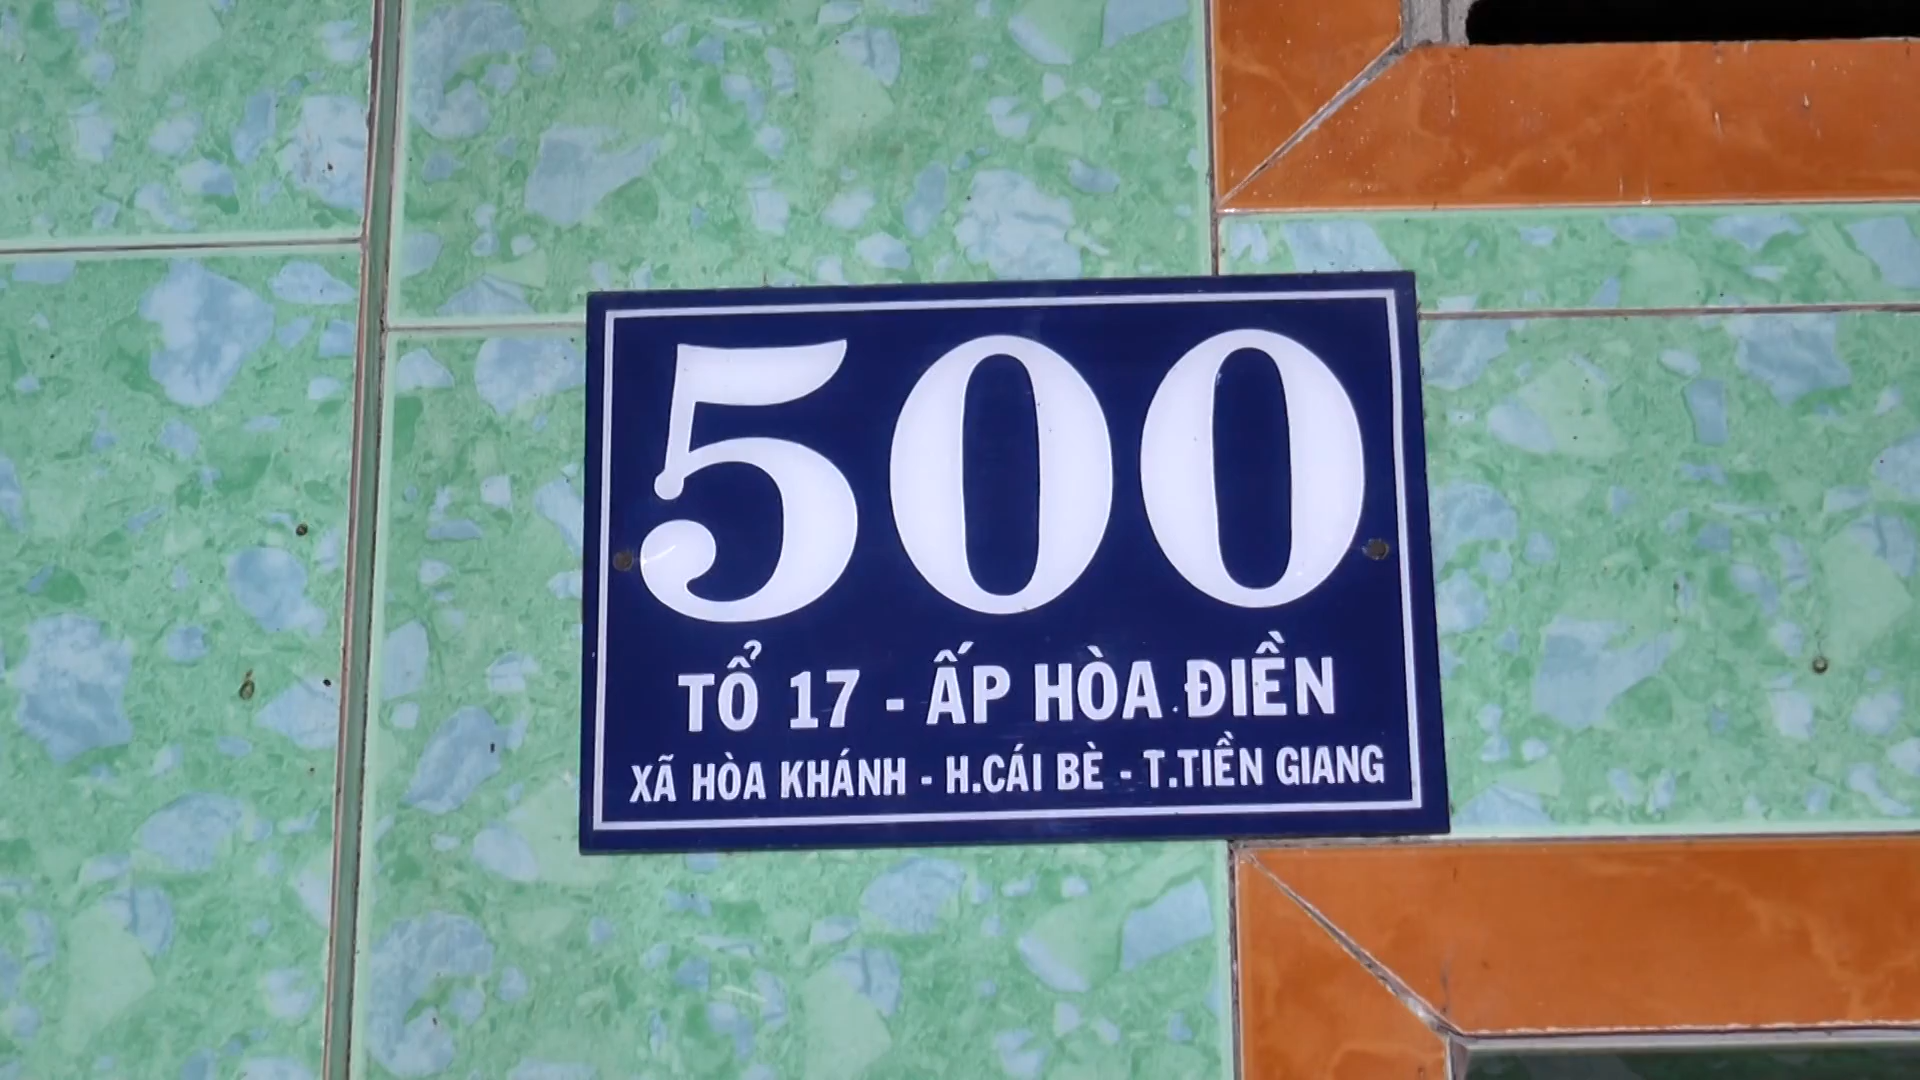 500
TỔ 17 - ẤP HÒA ĐIỀN
XÃ HÒA KHÁNH - H.CÁI BÈ - T.TIỀN GIANG